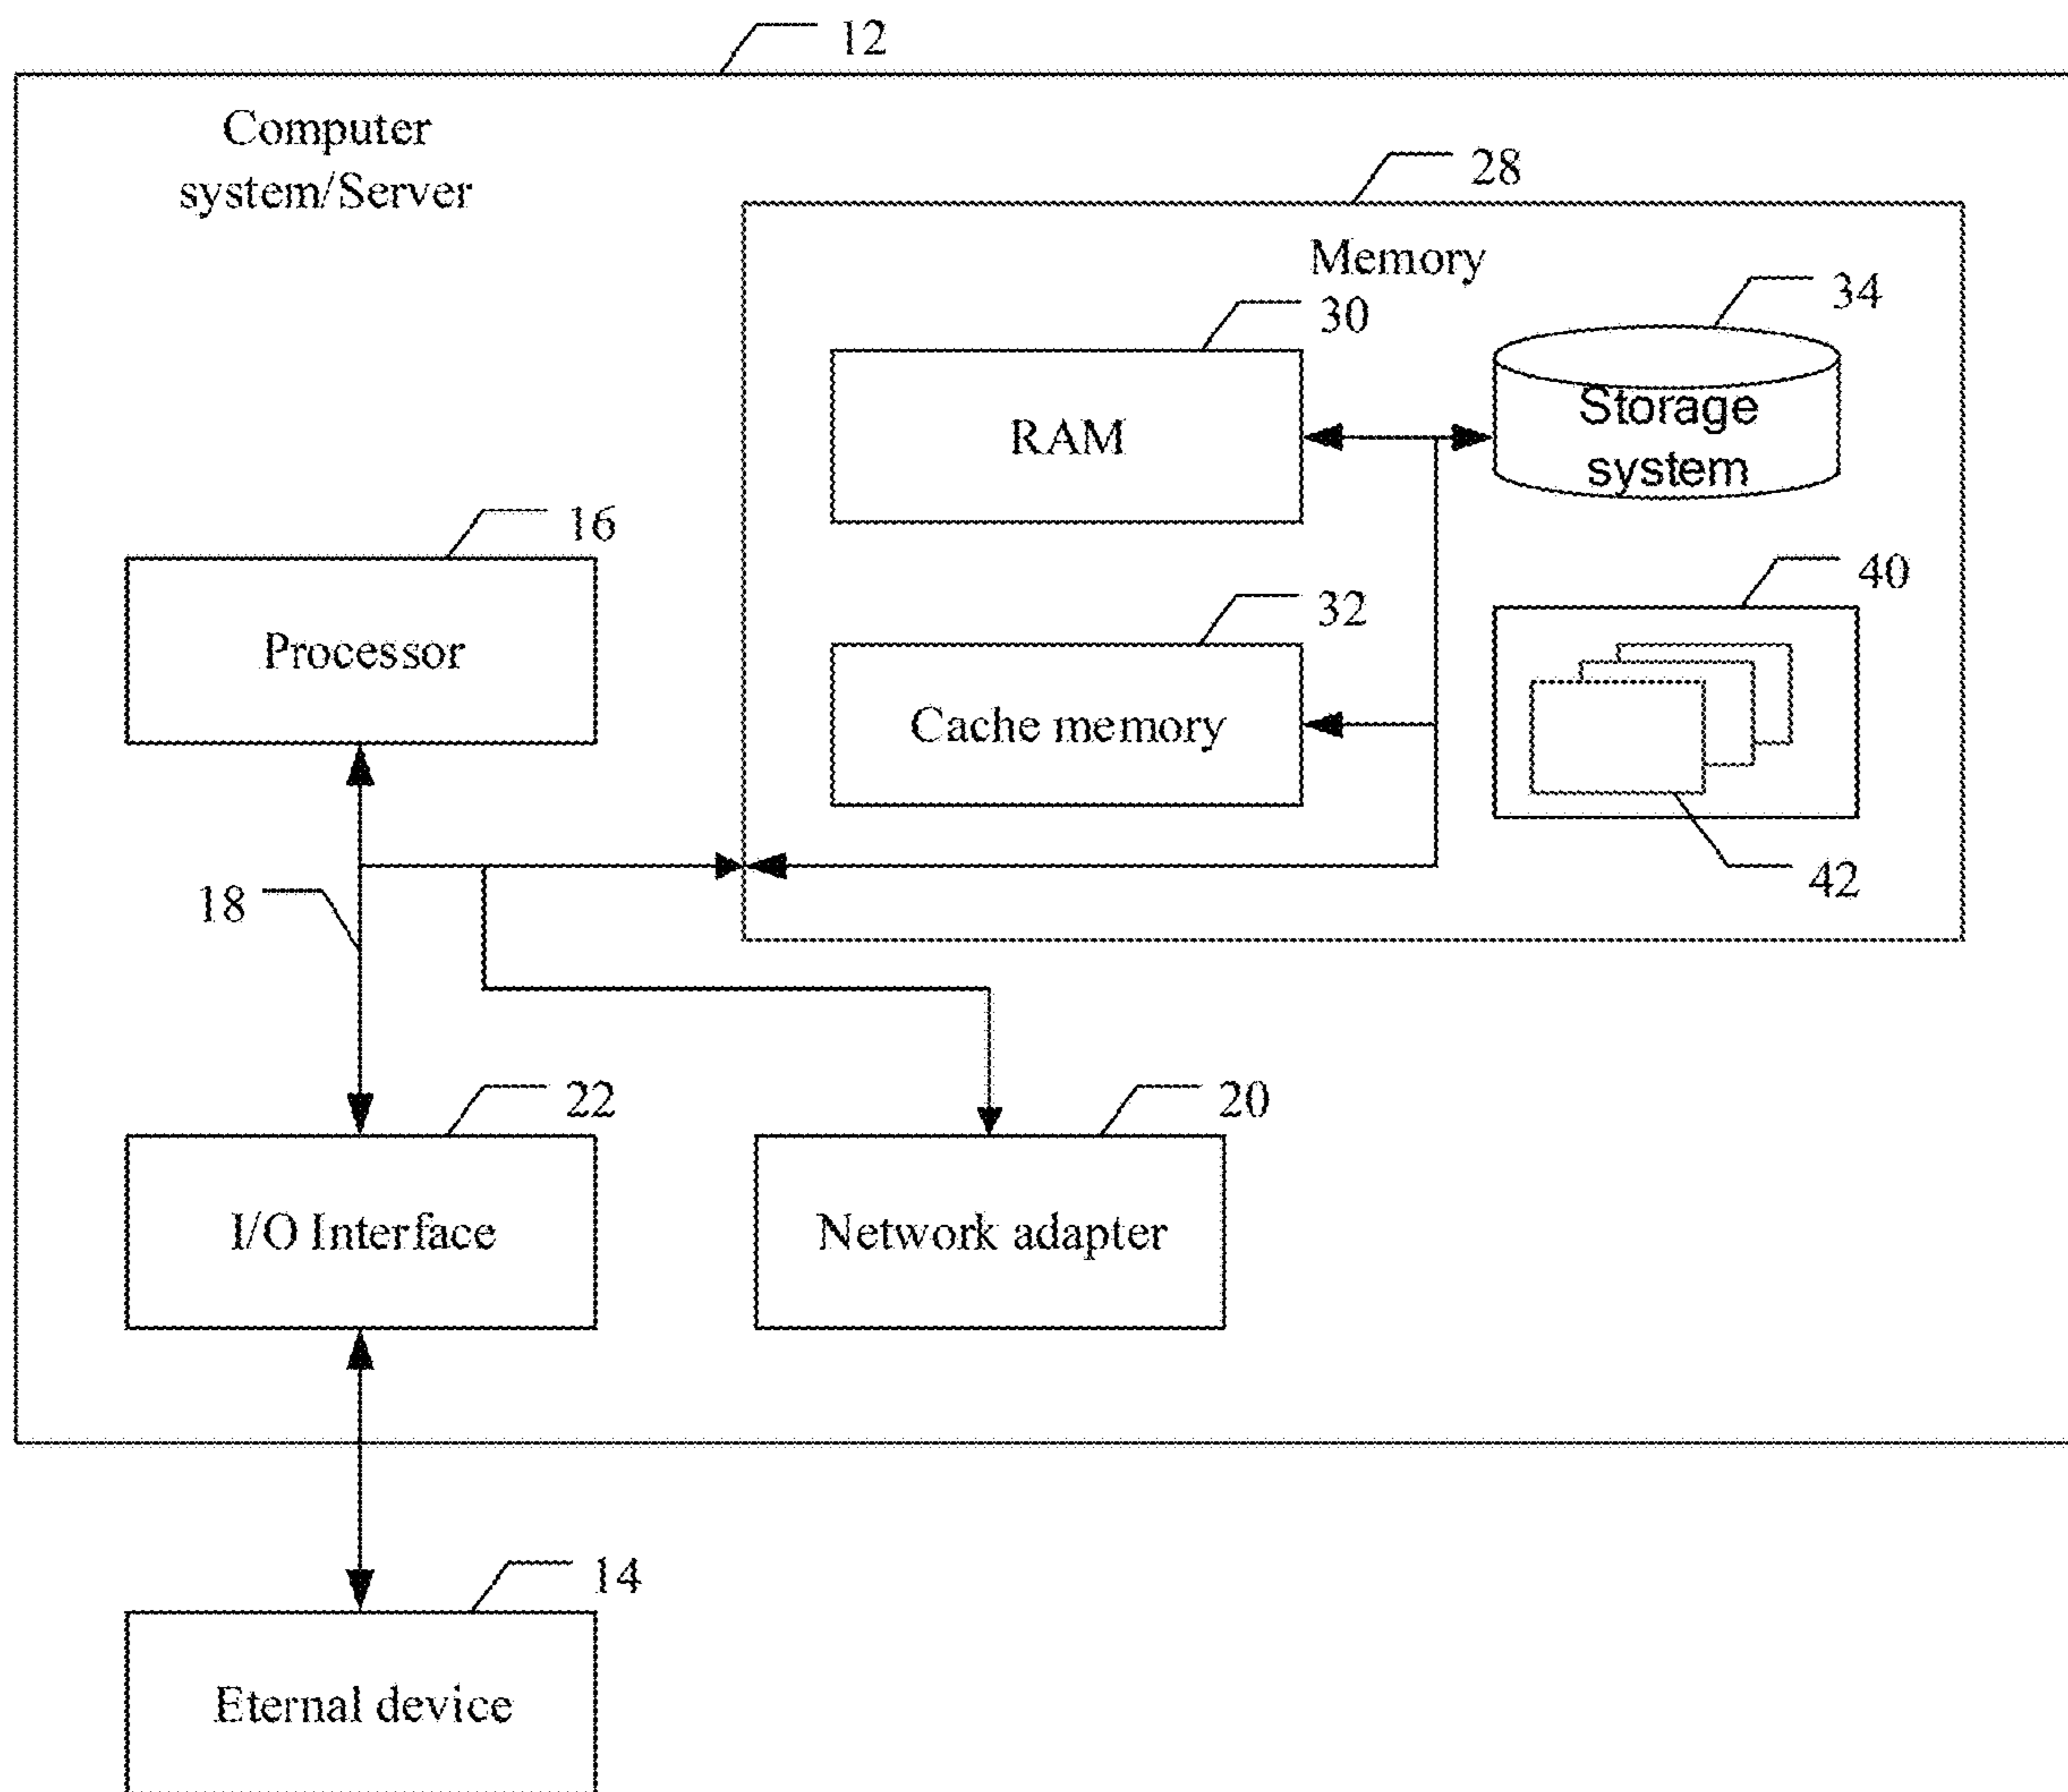 12
Computer
system/Server
28
Memory
34
30
RAM
Storage
system
16
40
32
Processor
Cache memory
42
18
22
20
I/O Interface
Network adapter
14
Eternal device